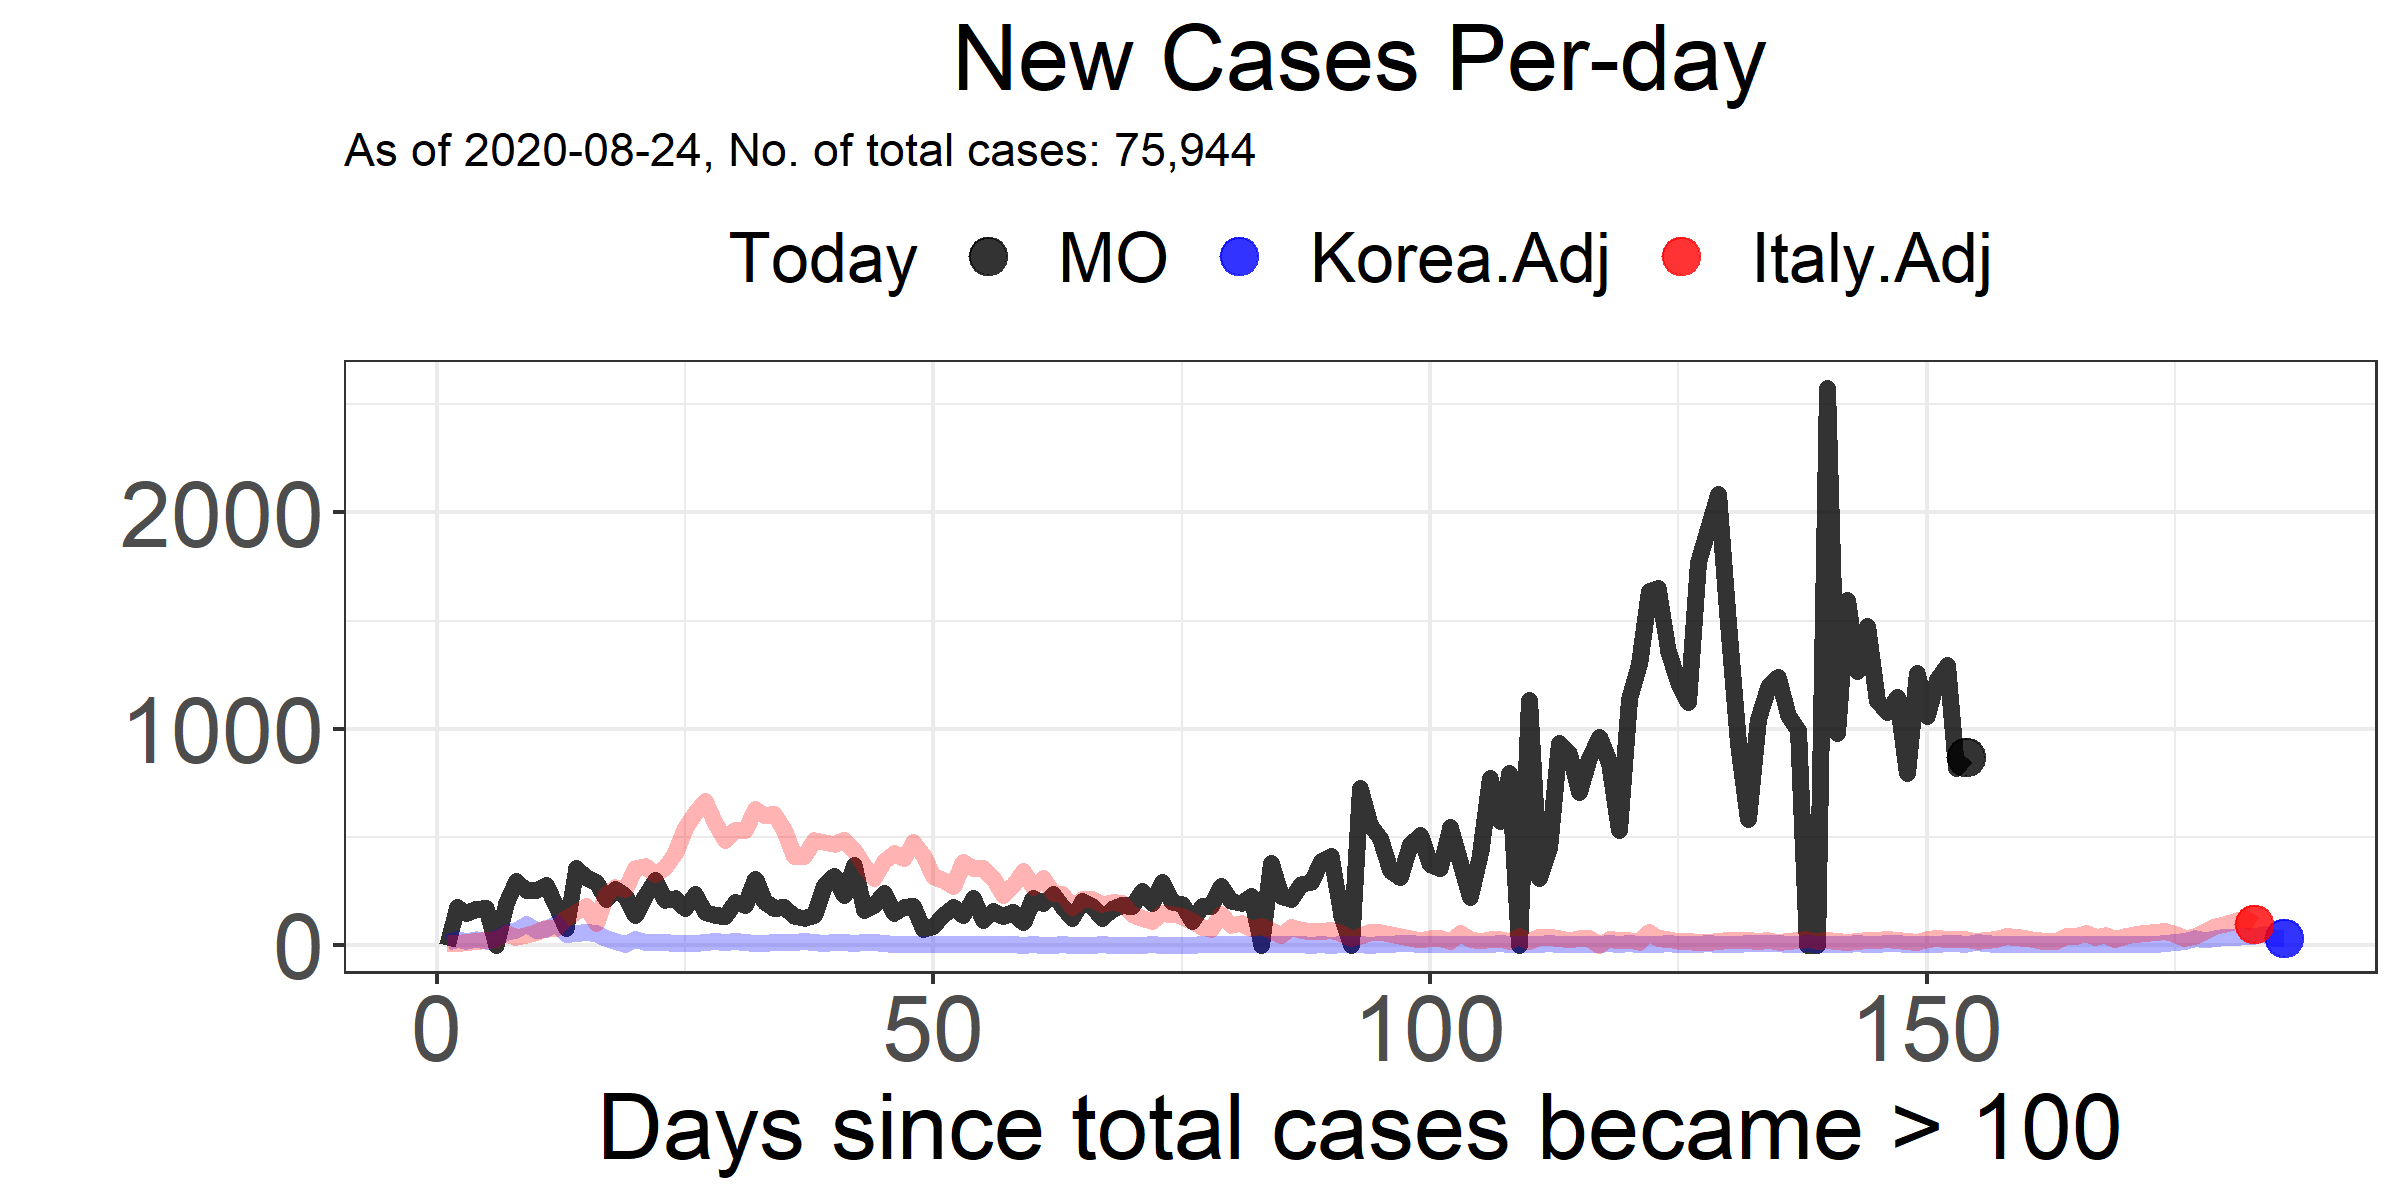 New Cases Per-day
As of 2020-08-24, No. of total cases: 75,944
Today MO Korea.Adj Italy.Adj
2000
1000
0
0 50 100 150
Days since total cases became > 100